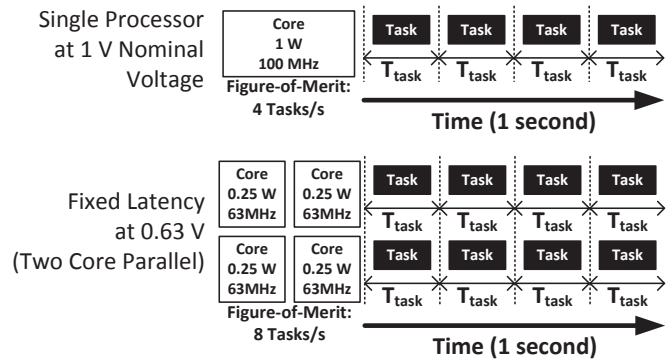 Single Processor
at 1 V Nominal
Voltage
Core
1 W
100 MHz
Figure-of-Merit:
4 Tasks/s
Task Task Task Task
Ttask Ttask Ttask Ttask
Time (1 second)
Fixed Latency
at 0.63 V
(Two Core Parallel)
Core Core
0.25 W 0.25 W
63MHz 63MHz
Core Core
0.25 W 0.25 W
63MHz 63MHz
Figure-of-Merit:
8 Tasks/s
Task Task Task Task
Ttask Ttask Ttask Ttask
Task Task Task Task
Ttask Ttask Ttask Ttask
Time (1 second)